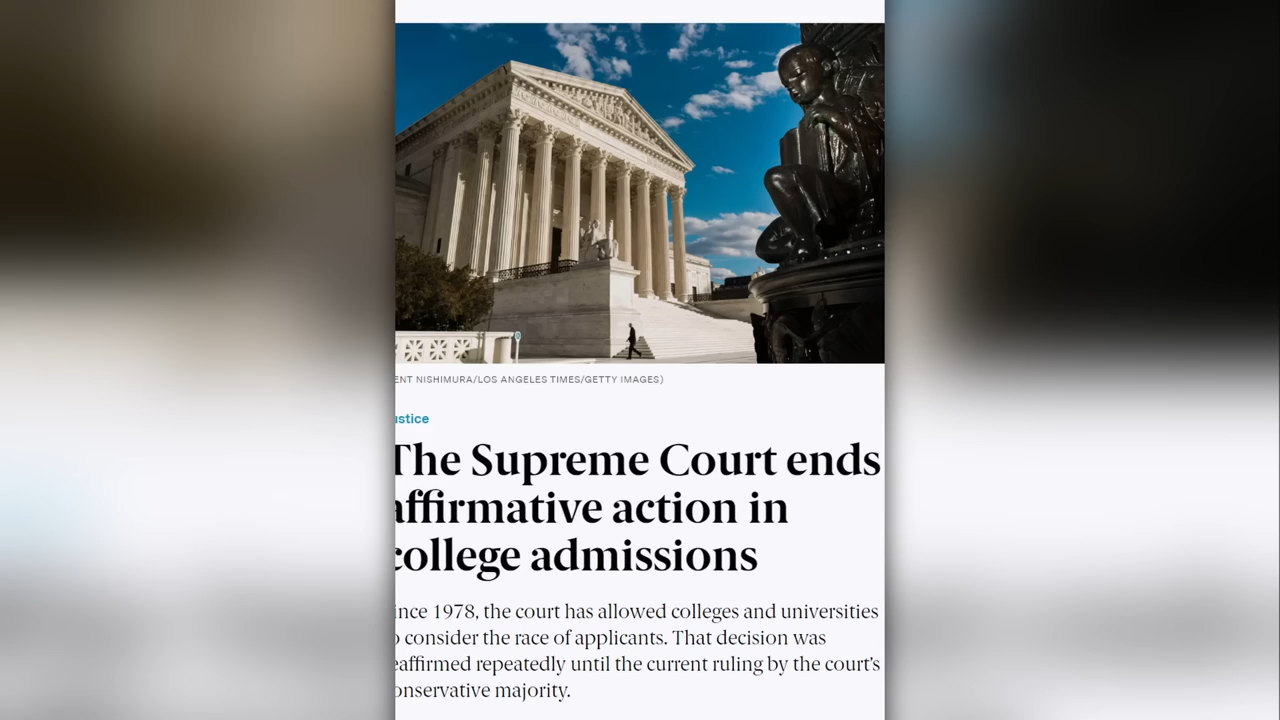 ENT NISHIMURA/LOS ANGELES TIMES/GETTY IMAGES)
ustice
The Supreme Court ends
affirmative action in
college admissions
ince 1978, the court has allowed colleges and universities
o consider the race of applicants. That decision was
eaffirmed repeatedly until the current ruling by the court's
onservative majority.